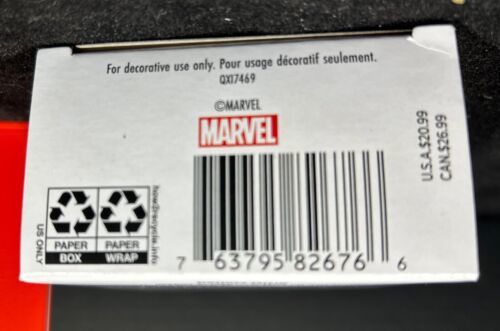 For decorative use only. Pour usage décoratif seulement.
QXI7469
©MARVEL
MARVEL
U.S.A.$20.99
CAN.$26.99
how2recycle.info
PAPER
BOX
PAPER
WRAP
US ONLY
7 63795 82676 6